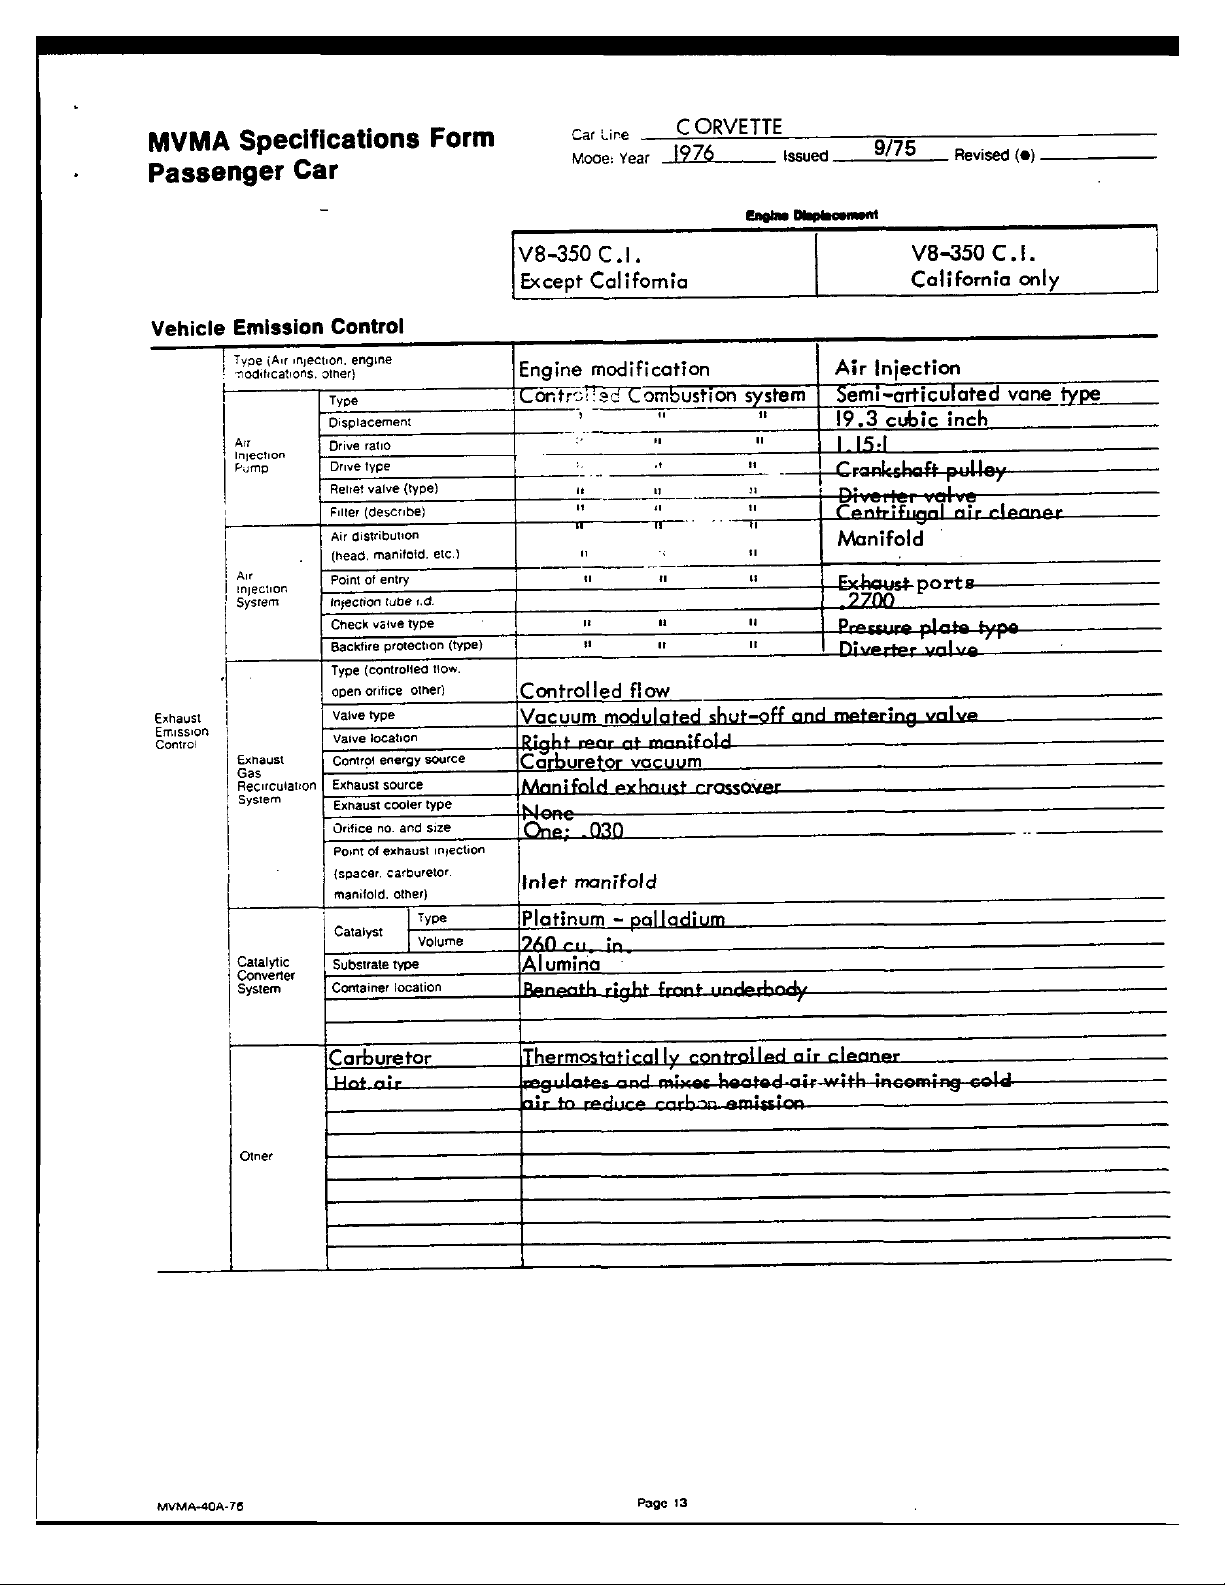 MVMA Specifications Form
Passenger Car
Car Line CORVETTE
Model Year 1976 Issued 9/75 Revised (●)
Engine Displacement
V8-350 C.I. V8-350 C.I.
Except California California only
Vehicle Emission Control
Type (Air injection, engine
modifications, other) Engine modification Air Injection
Type Controlled Combustion system Semi-articulated vane type
Displacement " " " 19.3 cubic inch
Air
Injection
Pump
Drive ratio " " " 1.15:1
Drive type " " " Crankshaft pulley
Relief valve (type) " " " Diverter valve
Filter (describe) " " " Centrifugal air cleaner
Air distribution " " " Manifold
(head, manifold, etc.) " " "
Air
Injection
System
Point of entry " " " Exhaust ports
Injection tube i.d. .2700
Check valve type " " " Pressure plate type
Backfire protection (type) " " " Diverter valve
Type (controlled flow,
open orifice other) Controlled flow
Exhaust
Emission
Control
Valve type Vacuum modulated shut-off and metering valve
Valve location Right rear at manifold
Exhaust
Gas
Recirculation
System
Control energy source Carburetor vacuum
Exhaust source Manifold exhaust crossover
Exhaust cooler type None
Orifice no. and size One; .030
Point of exhaust injection
(spacer, carburetor,
manifold, other) Inlet manifold
Catalyst Type Platinum - palladium
Volume 260 cu. in.
Catalytic
Converter
System
Substrate type Alumina
Container location Beneath right front underbody
Carburetor Thermostatically controlled air cleaner
Hot air regulates and mixes heated air with incoming cold
air to reduce carbon emission
Other
MVMA-40A-76 Page 13